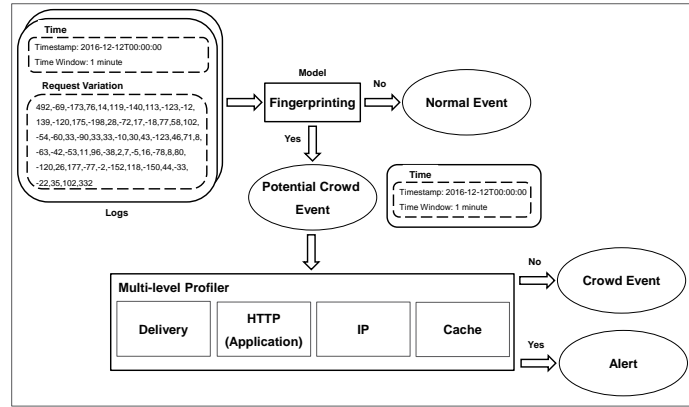 Time
Timestamp: 2016-12-12T00:00:00
Time Window: 1 minute
Request Variation
492,-69,-173,76,14,119,-140,113,-123,-12,
139,-120,175,-198,28,-72,17,-18,77,58,102,
-54,-60,33,-90,33,33,-10,30,43,-123,46,71,8,
-63,-42,-53,11,96,-38,2,7,-5,16,-78,8,80,
-120,26,177,-77,-2,-152,118,-150,44,-33,
-22,35,102,332
Logs
Model
Fingerprinting
No
Normal Event
Yes
Potential Crowd
Event
Time
Timestamp: 2016-12-12T00:00:00
Time Window: 1 minute
Multi-level Profiler
Delivery
HTTP
(Application)
IP
Cache
No
Crowd Event
Yes
Alert